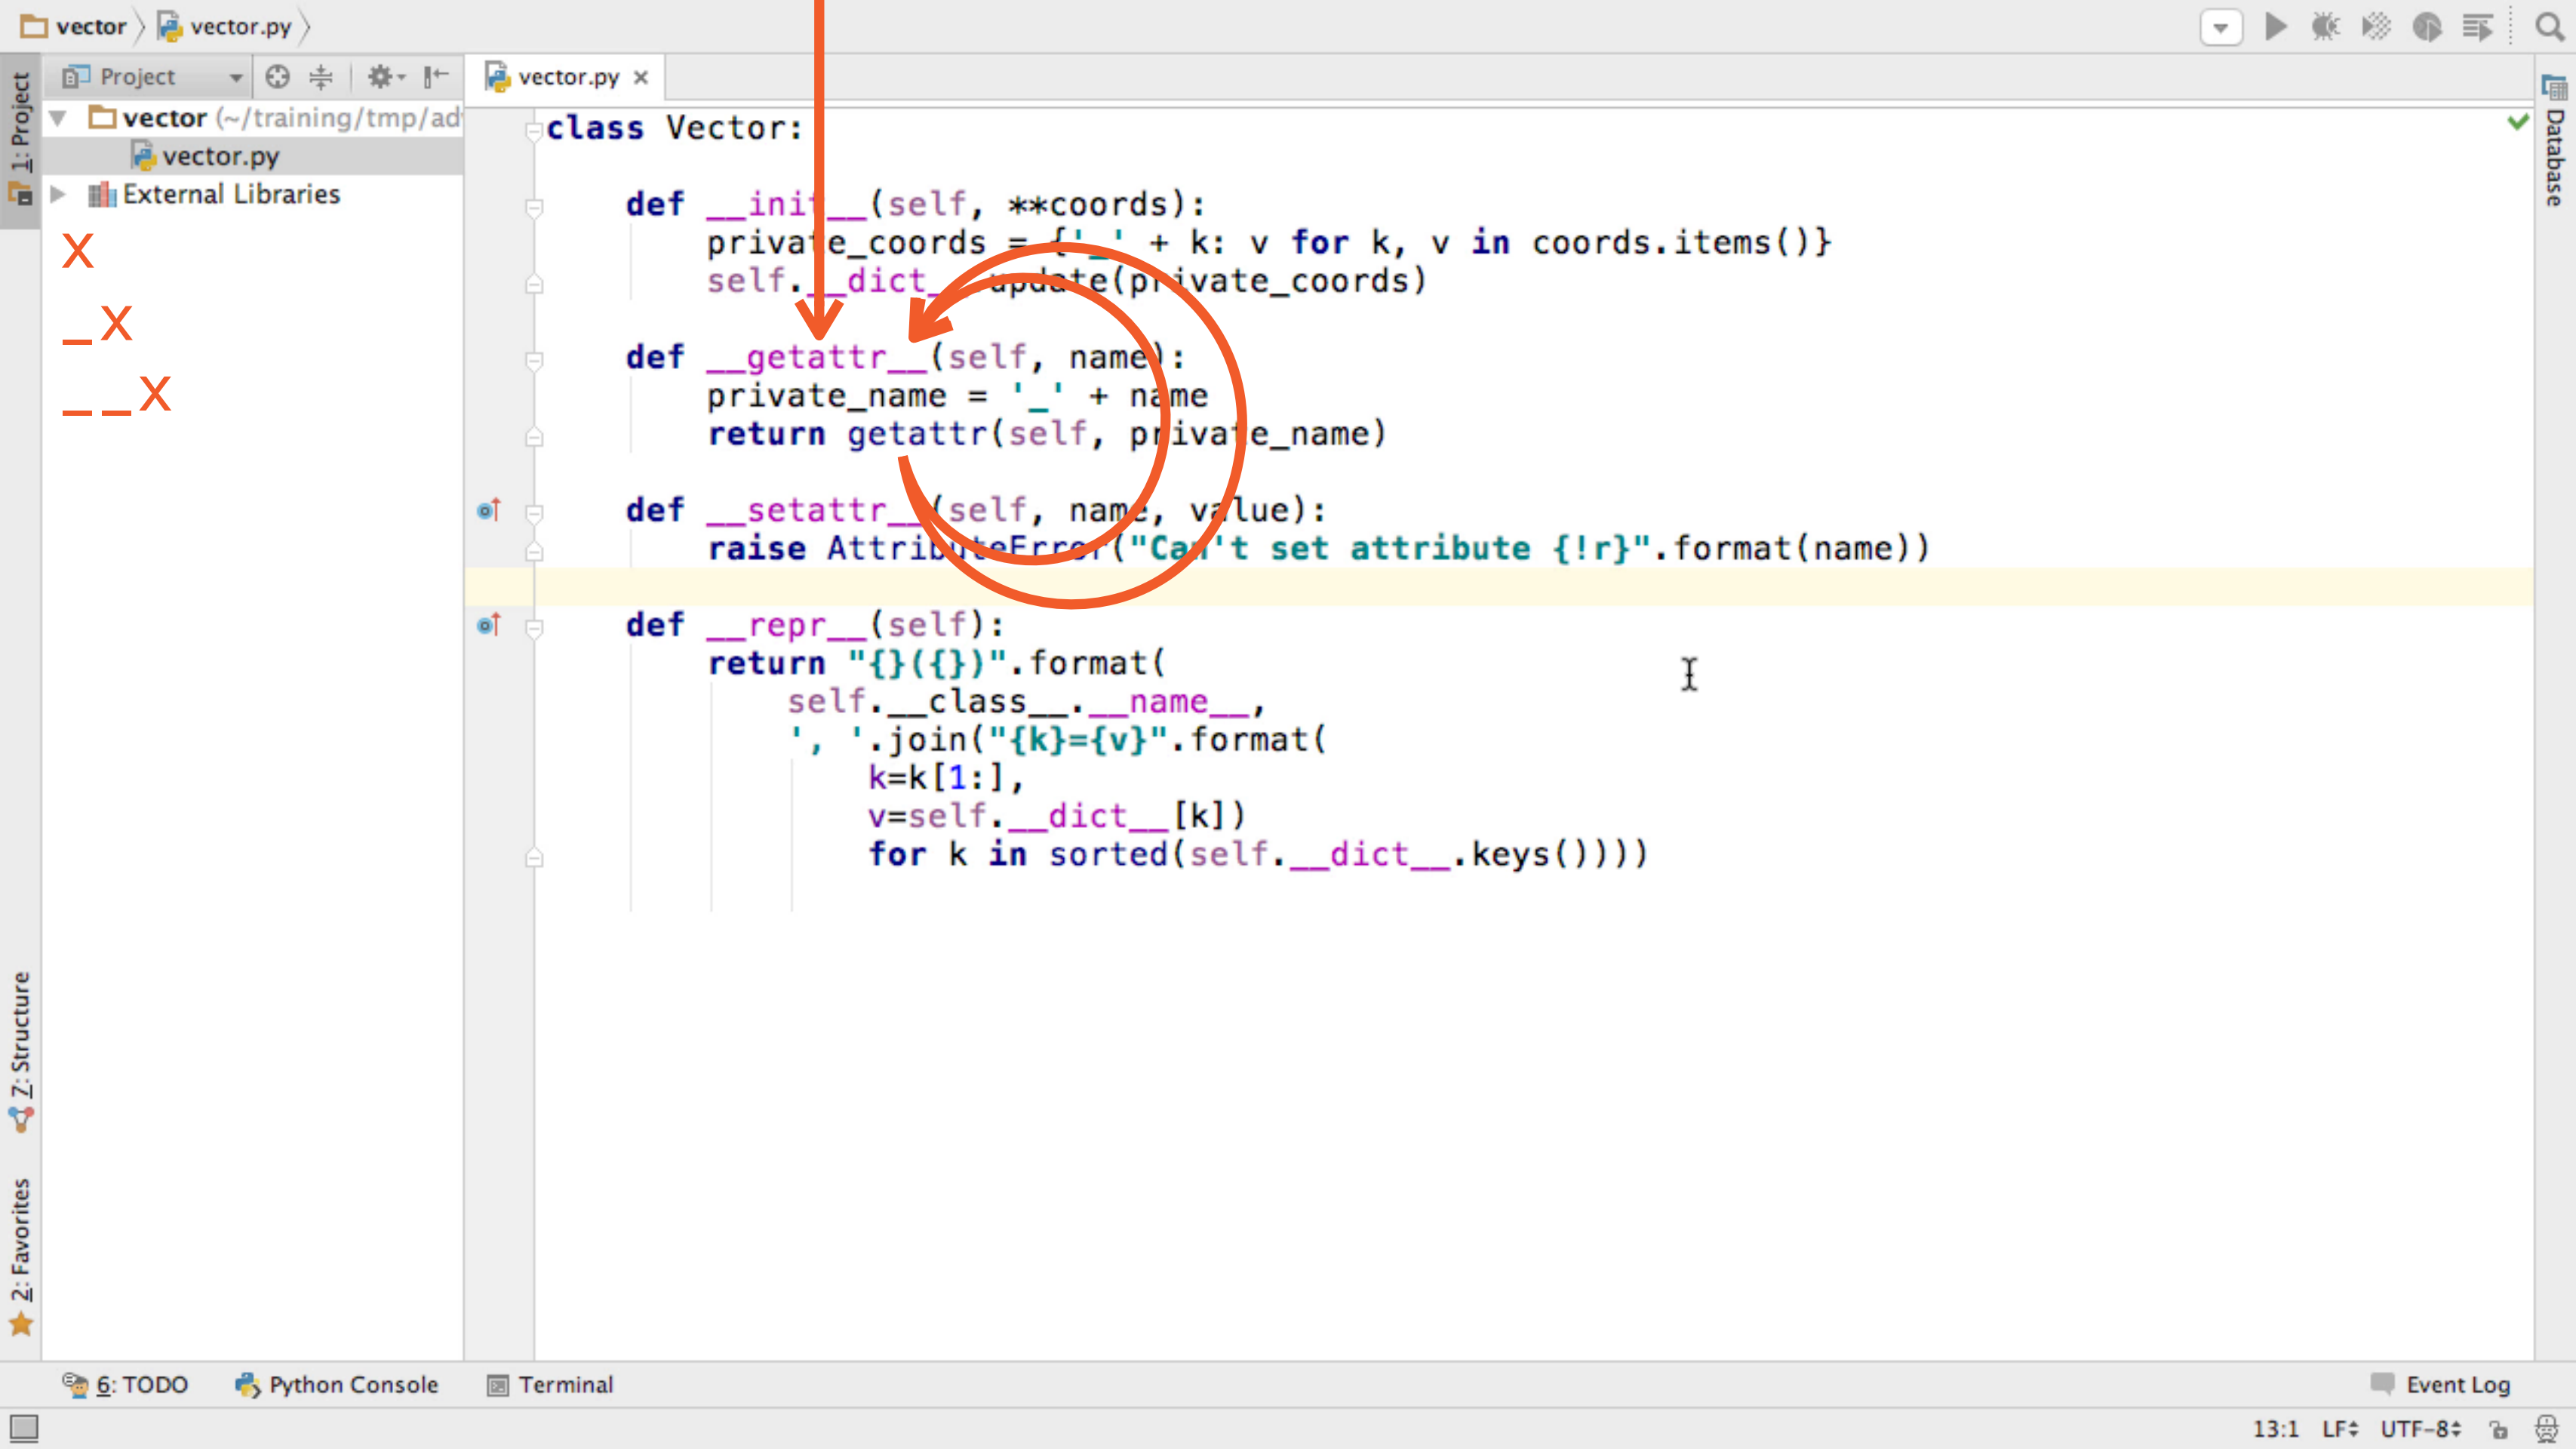 vector vector.py
1: Project
Project
vector.py
vector (~/training/tmp/ad
vector.py
External Libraries
x
_x
__x
class Vector:
def __init__(self, **coords):
private_coords = {'_' + k: v for k, v in coords.items()}
self.__dict__.update(private_coords)
def __getattr__(self, name):
private_name = '_' + name
return getattr(self, private_name)
def __setattr__(self, name, value):
raise AttributeError("Can't set attribute {!r}".format(name))
def __repr__(self):
return "{}({})".format(
self.__class__.__name__,
', '.join("{k}={v}".format(
k=k[1:],
v=self.__dict__[k])
for k in sorted(self.__dict__.keys())))
Database
7: Structure
2: Favorites
6: TODO Python Console Terminal Event Log
13:1 LF UTF-8